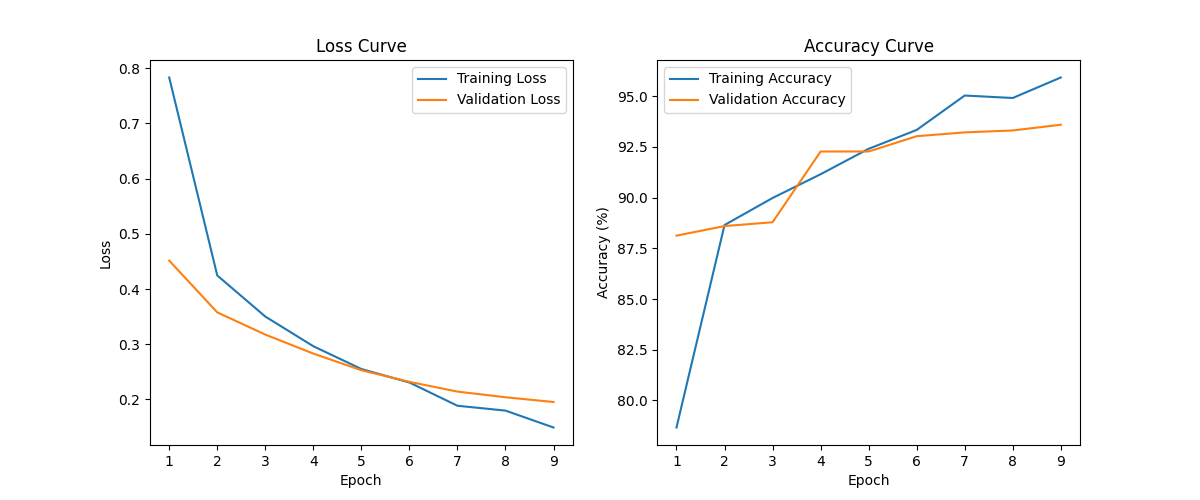 Loss Curve
Training Loss
Validation Loss
0.8
0.7
0.6
0.5
0.4
0.3
0.2
Loss
1 2 3 4 5 6 7 8 9
Epoch
Accuracy Curve
Training Accuracy
Validation Accuracy
95.0
92.5
90.0
87.5
85.0
82.5
80.0
Accuracy (%)
1 2 3 4 5 6 7 8 9
Epoch